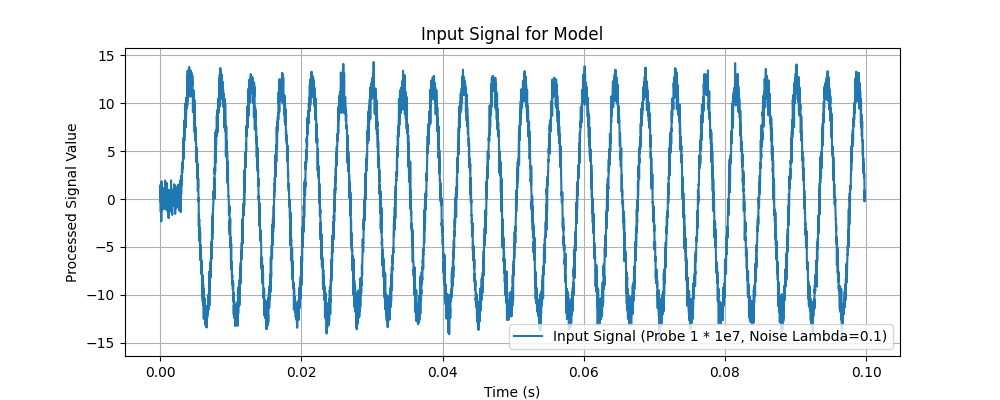 Input Signal for Model
Processed Signal Value
15
10
5
0
−5
−10
−15
Input Signal (Probe 1 * 1e7, Noise Lambda=0.1)
0.00 0.02 0.04 0.06 0.08 0.10
Time (s)